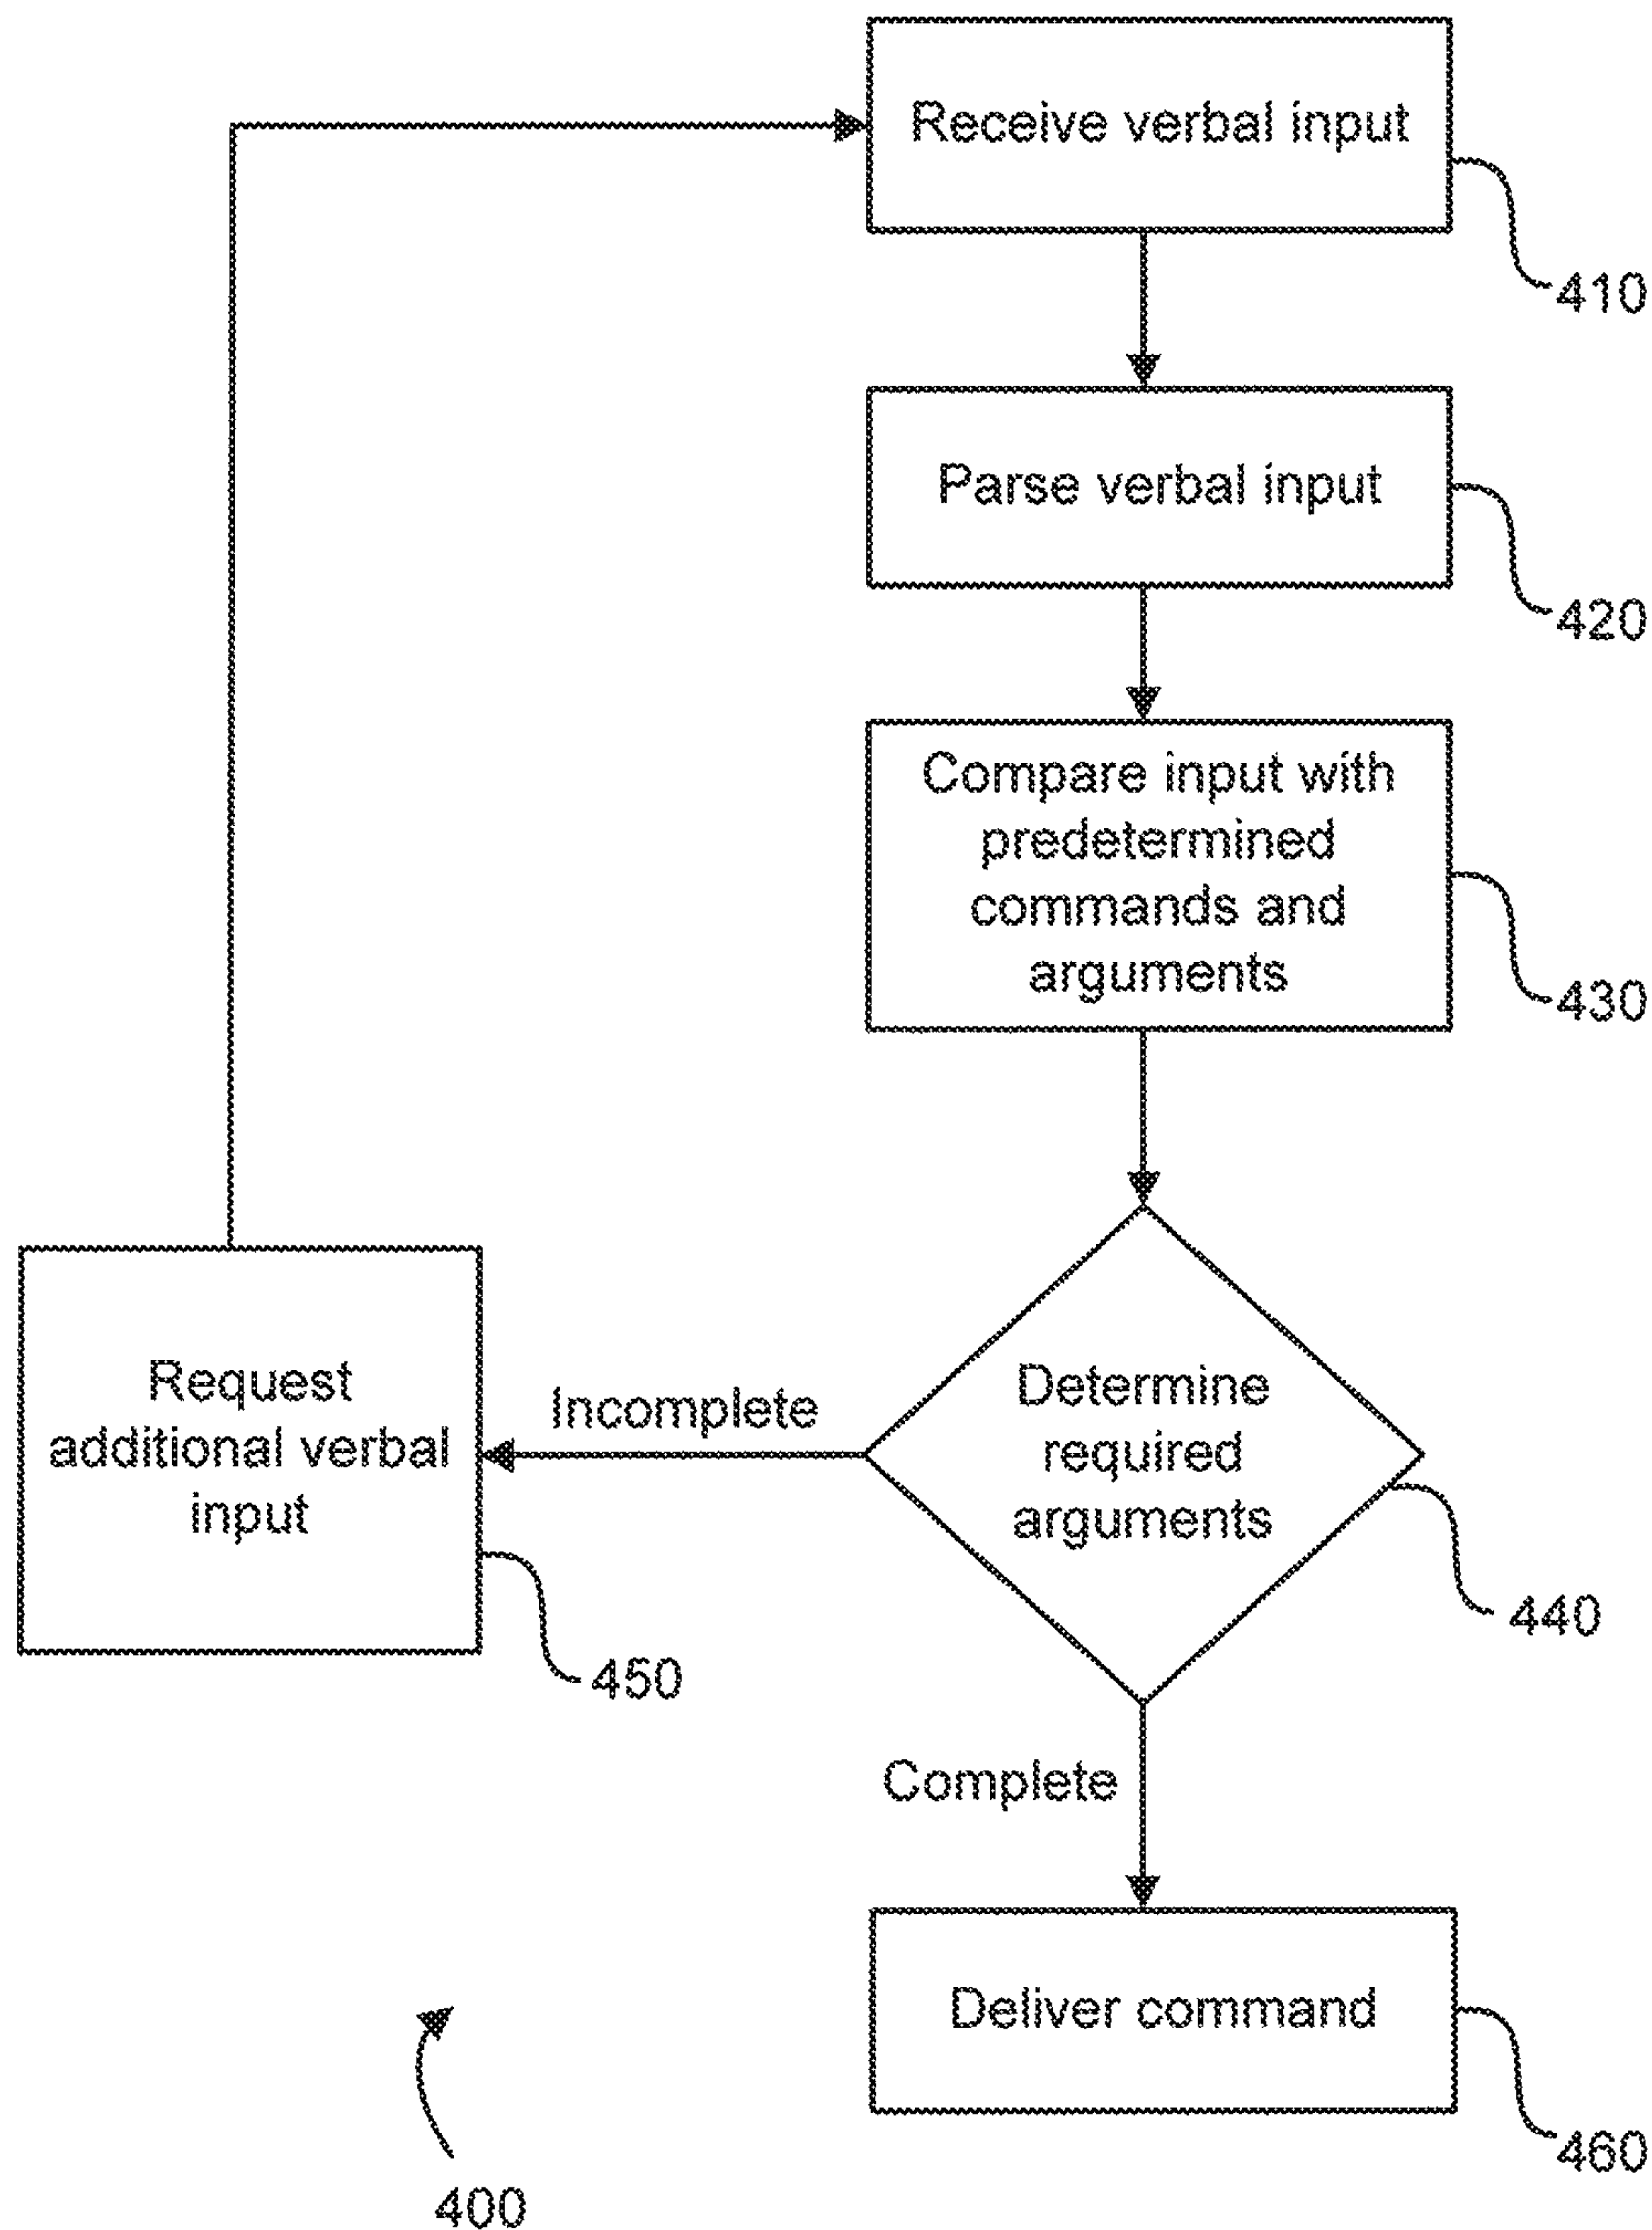 Receive verbal input
410
Parse verbal input
420
Compare input with
predetermined
commands and
arguments
430
Determine
required
arguments
440
Incomplete
Request
additional verbal
input
450
Complete
Deliver command
460
400